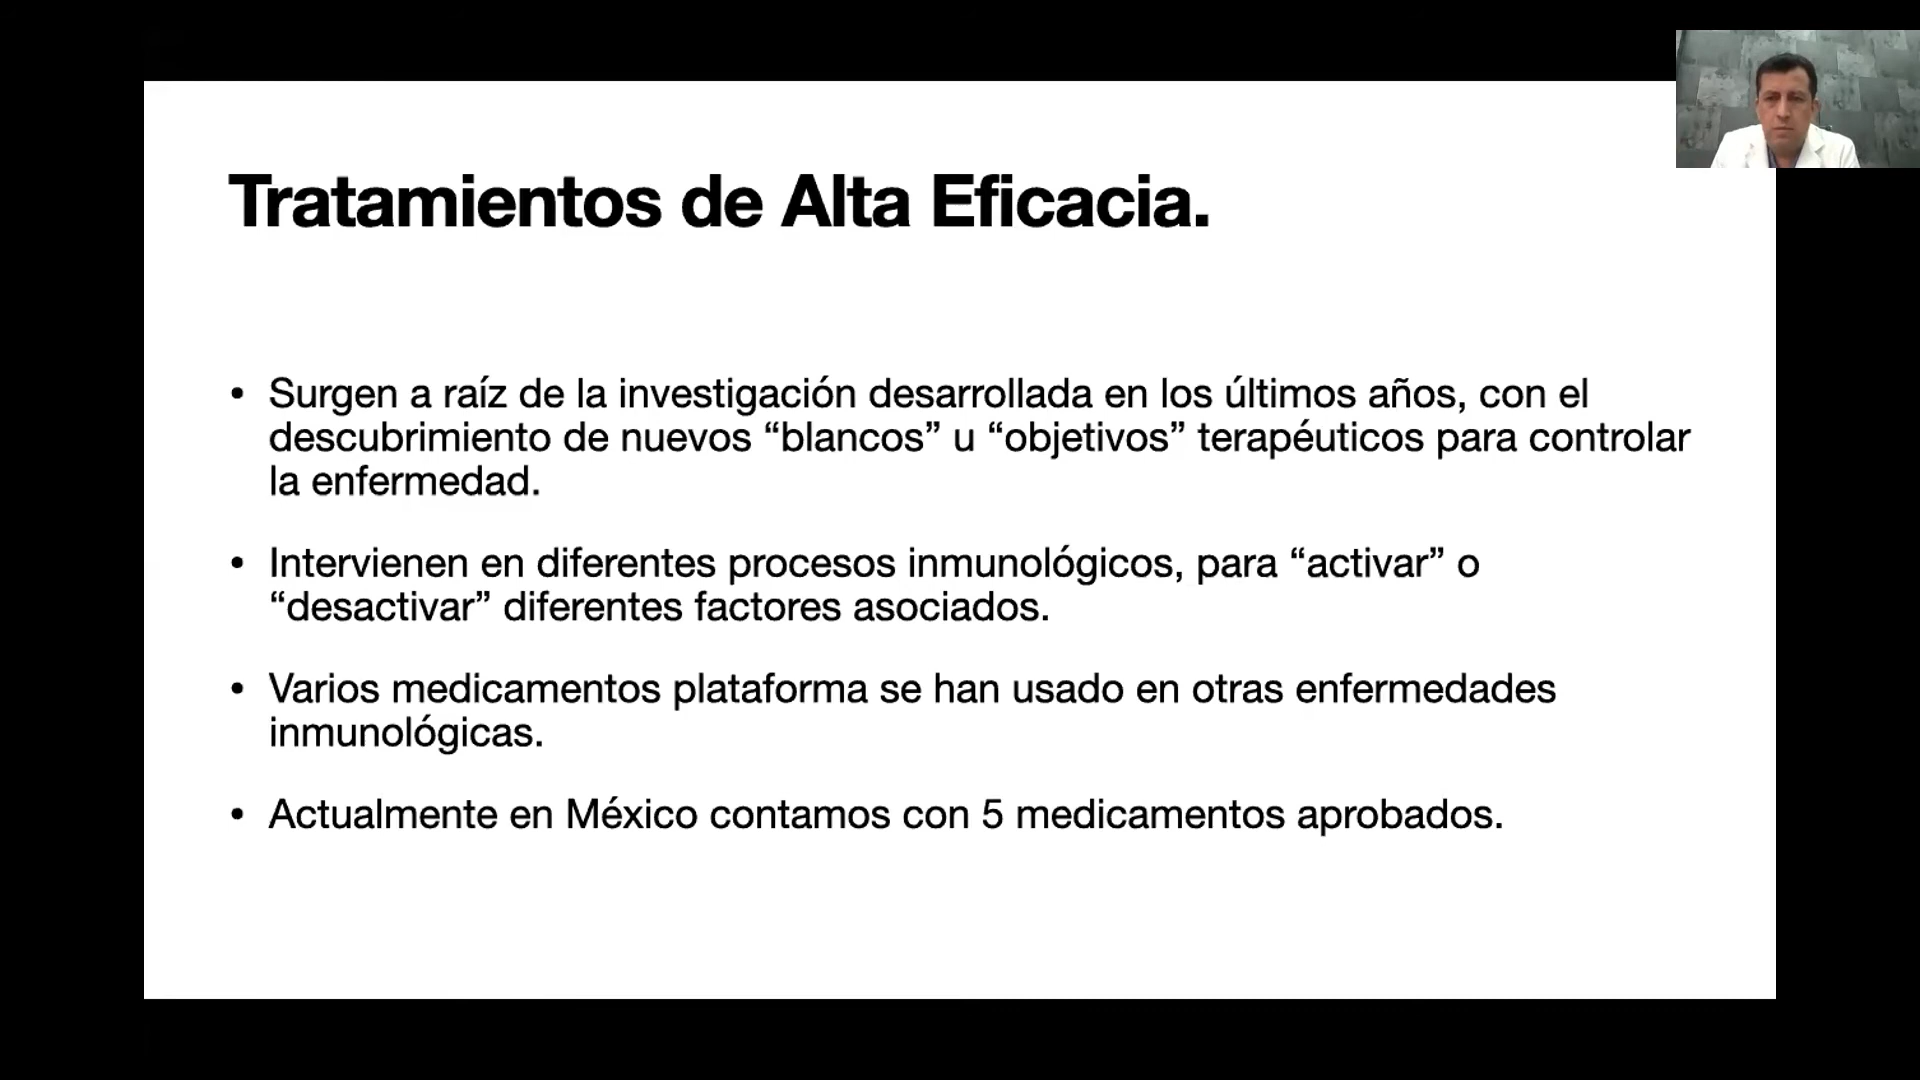 Tratamientos de Alta Eficacia.
• Surgen a raíz de la investigación desarrollada en los últimos años, con el
descubrimiento de nuevos “blancos” u “objetivos” terapéuticos para controlar
la enfermedad.
• Intervienen en diferentes procesos inmunológicos, para “activar” o
“desactivar” diferentes factores asociados.
• Varios medicamentos plataforma se han usado en otras enfermedades
inmunológicas.
• Actualmente en México contamos con 5 medicamentos aprobados.